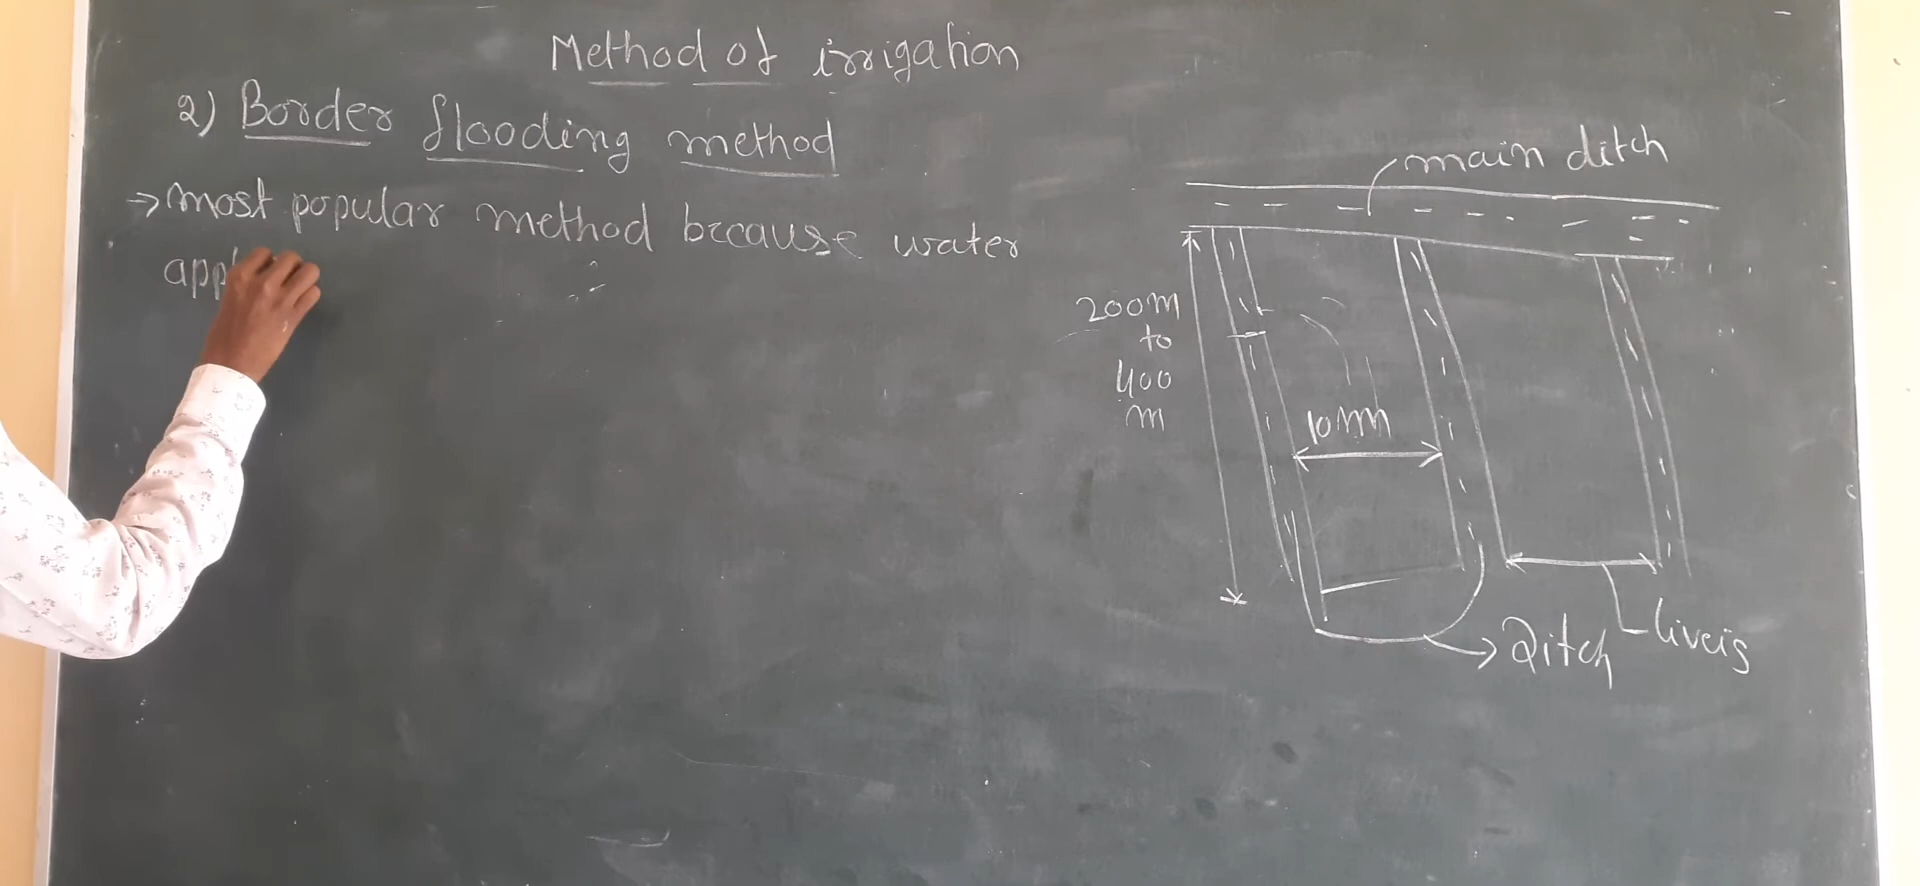 Method of irrigation
2) Border flooding method
→ most popular method because water
app
main ditch
200m
to
400
m
10m
Ditch